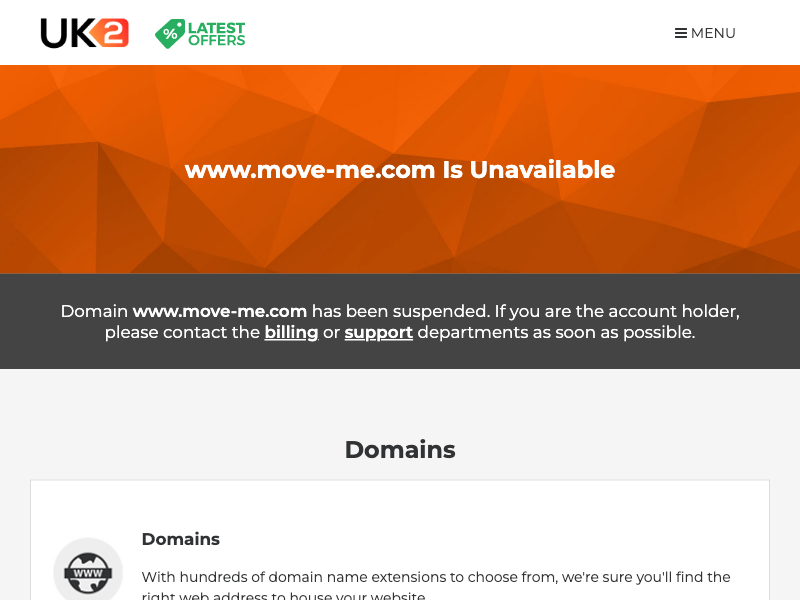 UK2
%
LATEST
OFFERS
MENU
www.move-me.com Is Unavailable
Domain www.move-me.com has been suspended. If you are the account holder,
please contact the billing or support departments as soon as possible.
Domains
Domains
WWW
With hundreds of domain name extensions to choose from, we're sure you'll find the
right web address to house your website.